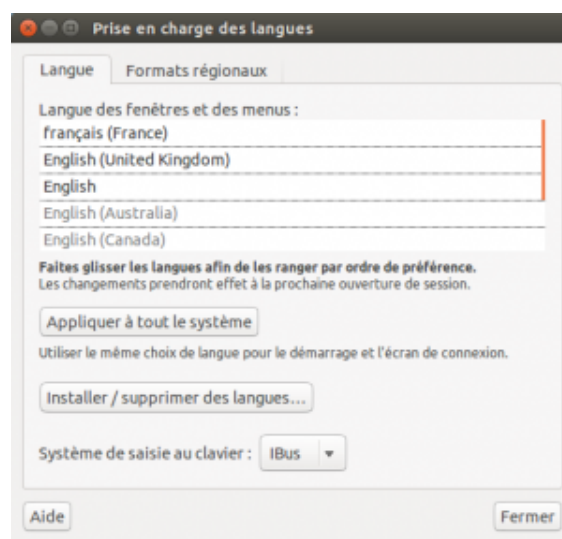 Prise en charge des langues
Langue Formats régionaux
Langue des fenêtres et des menus :
français (France)
English (United Kingdom)
English
English (Australia)
English (Canada)
Faites glisser les langues afin de les ranger par ordre de préférence.
Les changements prendront effet à la prochaine ouverture de session.
Appliquer à tout le système
Utiliser le même choix de langue pour le démarrage et l'écran de connexion.
Installer / supprimer des langues...
Système de saisie au clavier : IBus
Aide Fermer